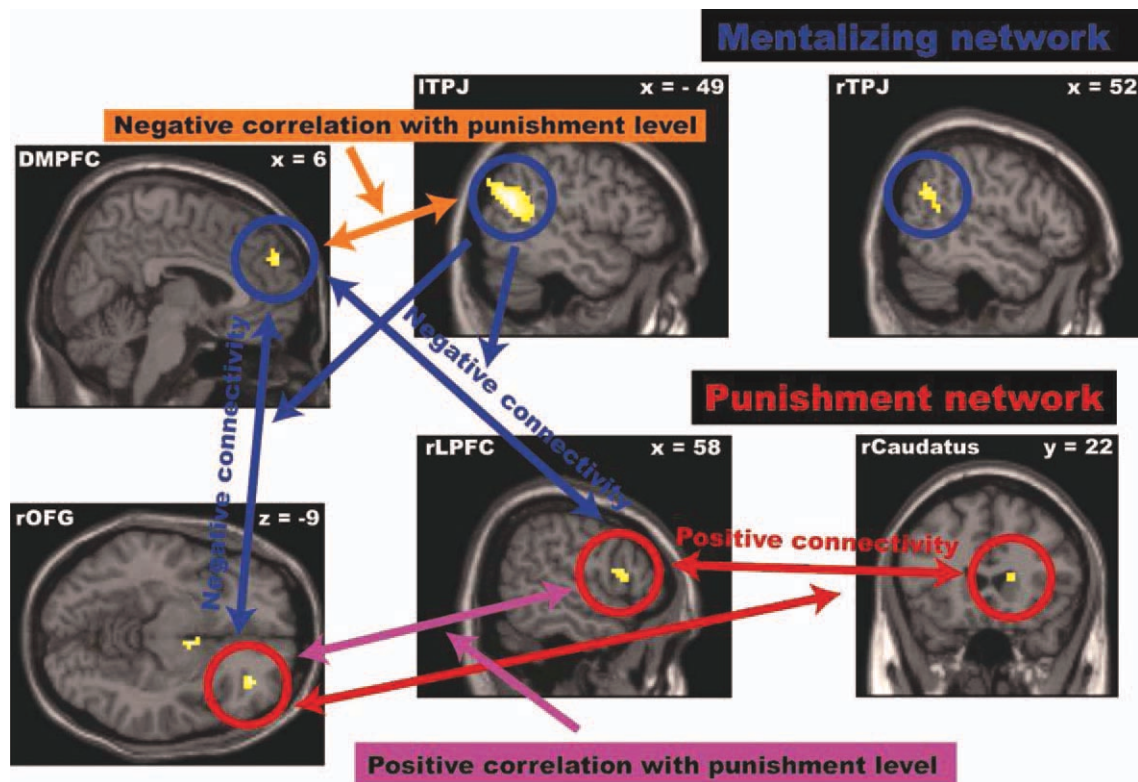 Mentalizing network
lTPJ
x = - 49
rTPJ
x = 52
Negative correlation with punishment level
DMPFC
x = 6
Negative connectivity
Negative connectivity
Punishment network
rLPFC
x = 58
rCaudatus
y = 22
rOFG
z = -9
Positive connectivity
Positive correlation with punishment level